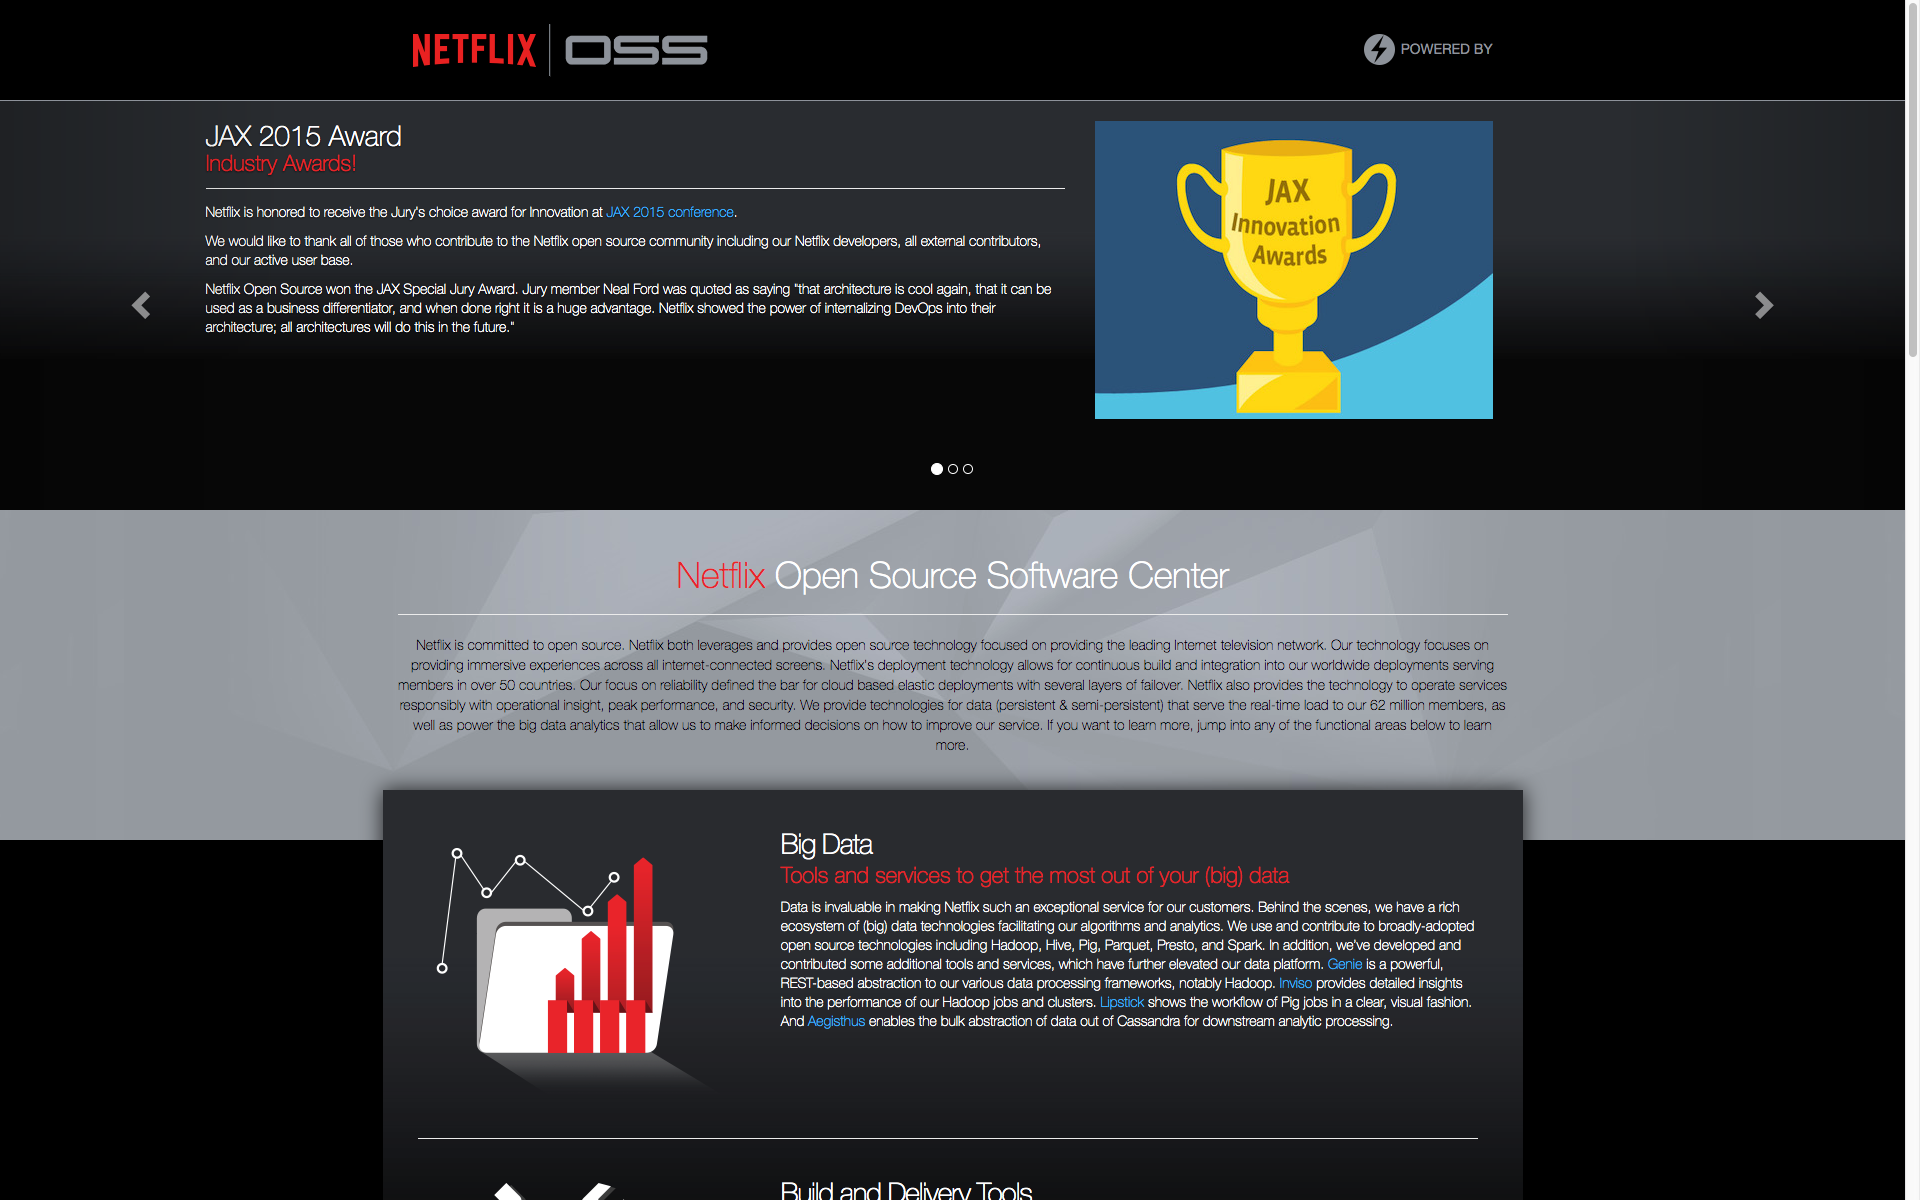 NETFLIX OSS
POWERED BY
JAX 2015 Award
Industry Awards!
Netflix is honored to receive the Jury's choice award for Innovation at JAX 2015 conference.
We would like to thank all of those who contribute to the Netflix open source community including our Netflix developers, all external contributors,
and our active user base.
Netflix Open Source won the JAX Special Jury Award. Jury member Neal Ford was quoted as saying "that architecture is cool again, that it can be
used as a business differentiator, and when done right it is a huge advantage. Netflix showed the power of internalizing DevOps into their
architecture; all architectures will do this in the future."
JAX
Innovation
Awards
Netflix Open Source Software Center
Netflix is committed to open source. Netflix both leverages and provides open source technology focused on providing the leading Internet television network. Our technology focuses on
providing immersive experiences across all internet-connected screens. Netflix's deployment technology allows for continuous build and integration into our worldwide deployments serving
members in over 50 countries. Our focus on reliability defined the bar for cloud based elastic deployments with several layers of failover. Netflix also provides the technology to operate services
responsibly with operational insight, peak performance, and security. We provide technologies for data (persistent & semi-persistent) that serve the real-time load to our 62 million members, as
well as power the big data analytics that allow us to make informed decisions on how to improve our service. If you want to learn more, jump into any of the functional areas below to learn
more.
Big Data
Tools and services to get the most out of your (big) data
Data is invaluable in making Netflix such an exceptional service for our customers. Behind the scenes, we have a rich
ecosystem of (big) data technologies facilitating our algorithms and analytics. We use and contribute to broadly-adopted
open source technologies including Hadoop, Hive, Pig, Parquet, Presto, and Spark. In addition, we've developed and
contributed some additional tools and services, which have further elevated our data platform. Genie is a powerful,
REST-based abstraction to our various data processing frameworks, notably Hadoop. Inviso provides detailed insights
into the performance of our Hadoop jobs and clusters. Lipstick shows the workflow of Pig jobs in a clear, visual fashion.
And Aegisthus enables the bulk abstraction of data out of Cassandra for downstream analytic processing.
Build and Delivery Tools